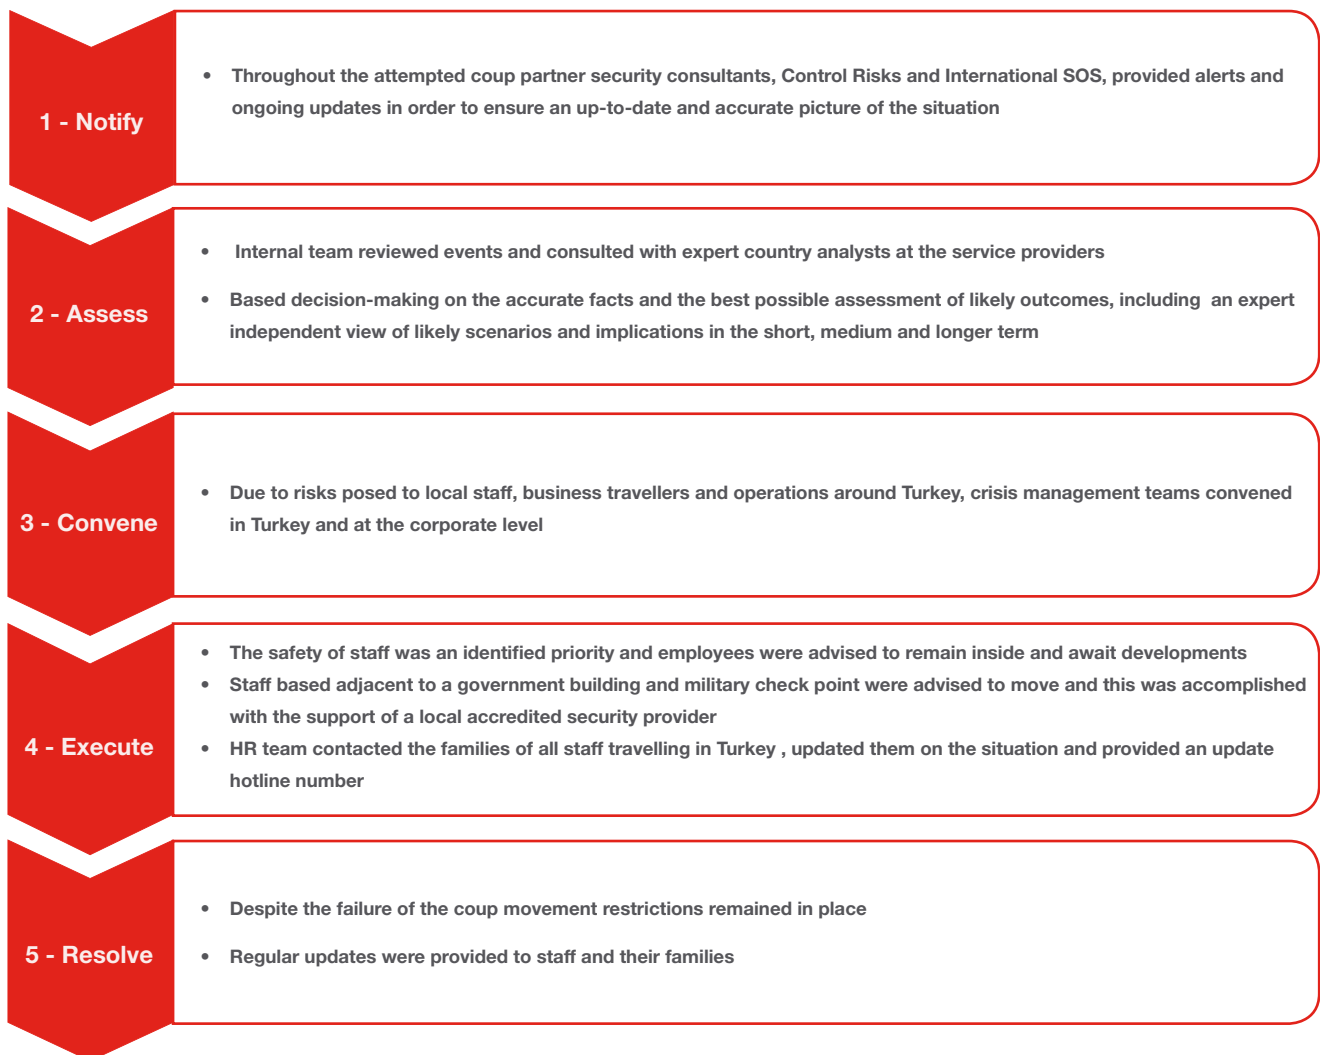 1 - Notify
• Throughout the attempted coup partner security consultants, Control Risks and International SOS, provided alerts and
ongoing updates in order to ensure an up-to-date and accurate picture of the situation
2 - Assess
• Internal team reviewed events and consulted with expert country analysts at the service providers
• Based decision-making on the accurate facts and the best possible assessment of likely outcomes, including an expert
independent view of likely scenarios and implications in the short, medium and longer term
3 - Convene
• Due to risks posed to local staff, business travellers and operations around Turkey, crisis management teams convened
in Turkey and at the corporate level
4 - Execute
• The safety of staff was an identified priority and employees were advised to remain inside and await developments
• Staff based adjacent to a government building and military check point were advised to move and this was accomplished
with the support of a local accredited security provider
• HR team contacted the families of all staff travelling in Turkey , updated them on the situation and provided an update
hotline number
5 - Resolve
• Despite the failure of the coup movement restrictions remained in place
• Regular updates were provided to staff and their families